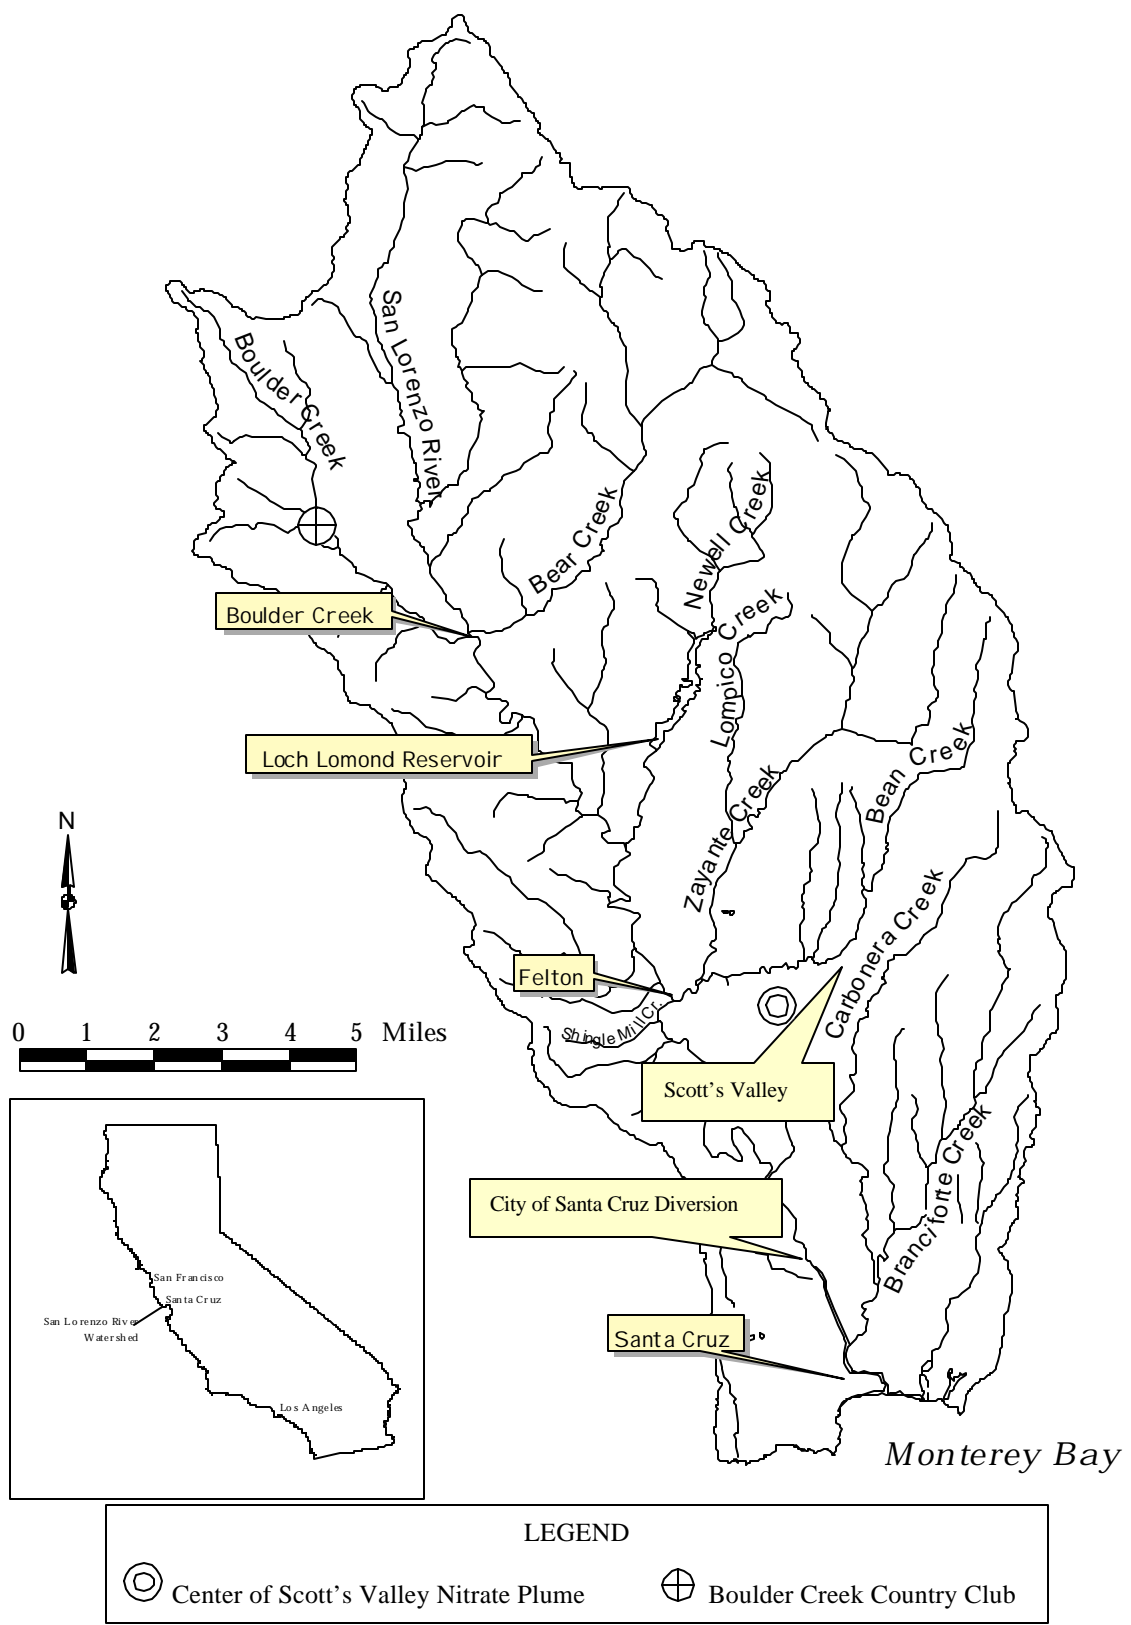 San Lorenzo River
Boulder Creek
Bear Creek
Newell Creek
Boulder Creek
Lompico Creek
Loch Lomond Reservoir
Bean Creek
Zayante Creek
N
Carbonera Creek
Felton
Shingle Mill Cr.
0 1 2 3 4 5 Miles
Scott's Valley
Branciforte Creek
City of Santa Cruz Diversion
San Francisco
Santa Cruz
San Lorenzo River
Watershed
Santa Cruz
Los Angeles
Monterey Bay
LEGEND
Center of Scott's Valley Nitrate Plume
Boulder Creek Country Club